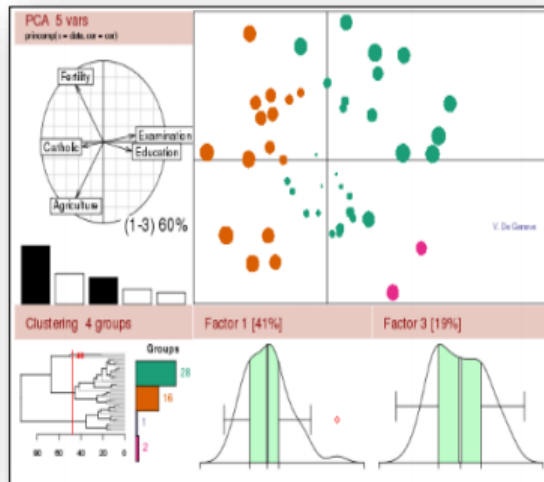 PCA 5 vars
princomp(x = data, cor = cor)
Fertility
Catholic
Examination
Education
Agriculture
(1-3) 60%
V. De Geneve
Clustering 4 groups
Factor 1 [41%]
Factor 3 [19%]
Groups
28
16
1
2
80 60 40 20 0